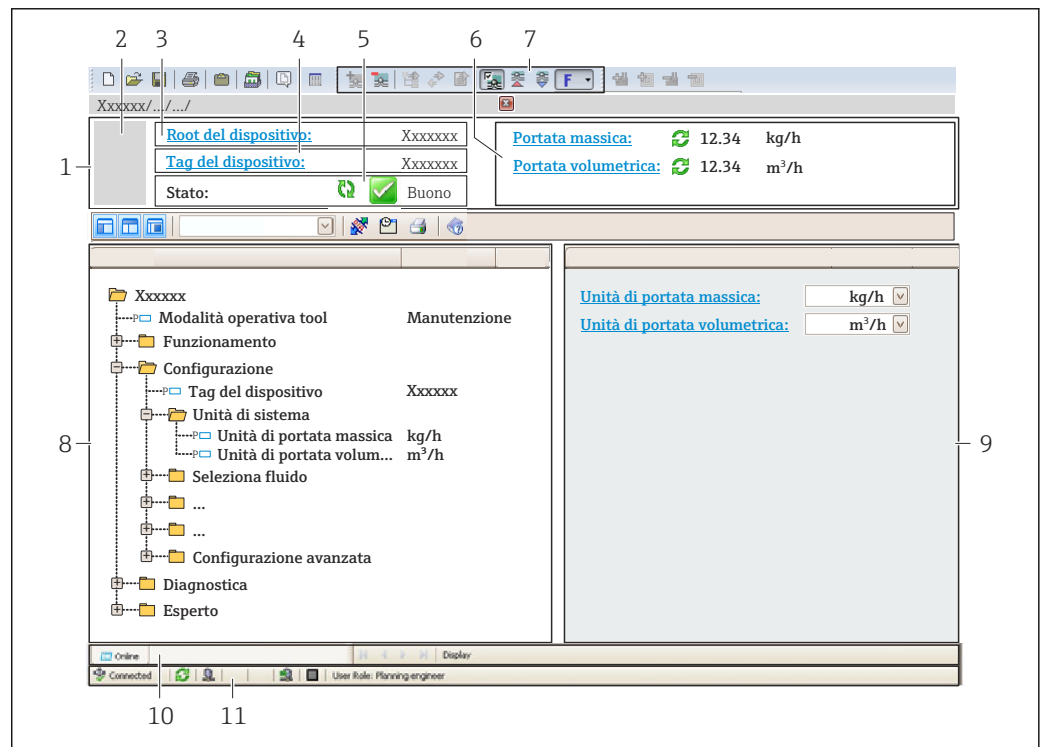 2 3 4 5 6 7
F
Xxxxxx/.../.../
1
Root del dispositivo: Xxxxxxx
Tag del dispositivo: Xxxxxxx
Stato: Buono
Portata massica: 12.34 kg/h
Portata volumetrica: 12.34 m³/h
Xxxxxx
P Modalità operativa tool Manutenzione
Funzionamento
Configurazione
P Tag del dispositivo Xxxxxx
Unità di sistema
P Unità di portata massica kg/h
P Unità di portata volum... m³/h
Seleziona fluido
...
...
Configurazione avanzata
Diagnostica
Esperto
8
Unità di portata massica: kg/h
Unità di portata volumetrica: m³/h
9
Online Display
Connected User Role: Planning engineer
10 11